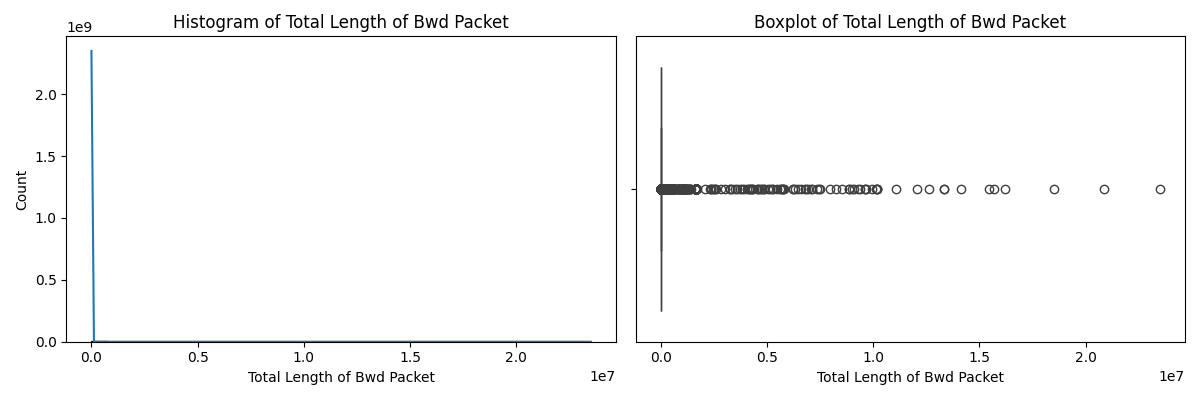 Histogram of Total Length of Bwd Packet
1e9
2.0
1.5
1.0
0.5
0.0
Count
0.0 0.5 1.0 1.5 2.0
1e7
Total Length of Bwd Packet
Boxplot of Total Length of Bwd Packet
0.0 0.5 1.0 1.5 2.0
1e7
Total Length of Bwd Packet